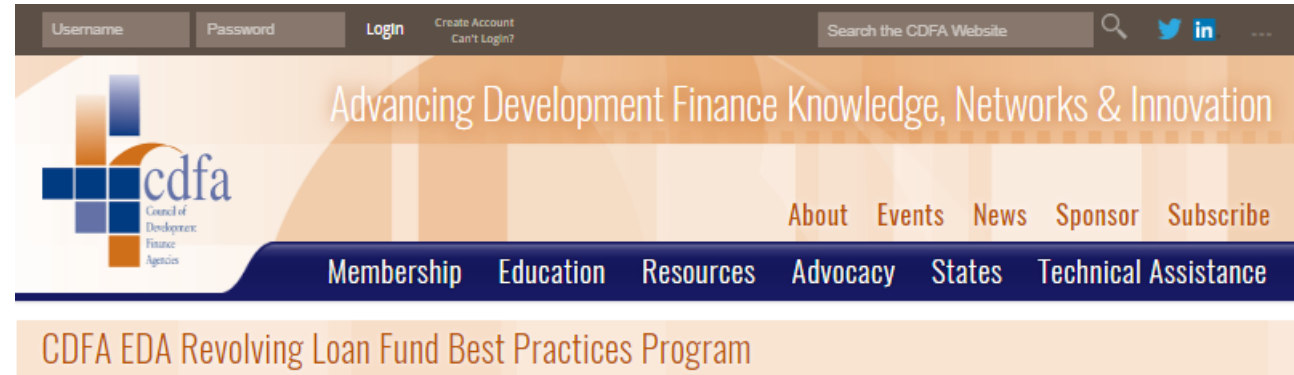 Username Password LogIn Create Account Search the CDFA Website
Can't Login?
Advancing Development Finance Knowledge, Networks & Innovation
cdfa
Council of
Development
Finance
Agencies
About Events News Sponsor Subscribe
Membership Education Resources Advocacy States Technical Assistance
CDFA EDA Revolving Loan Fund Best Practices Program